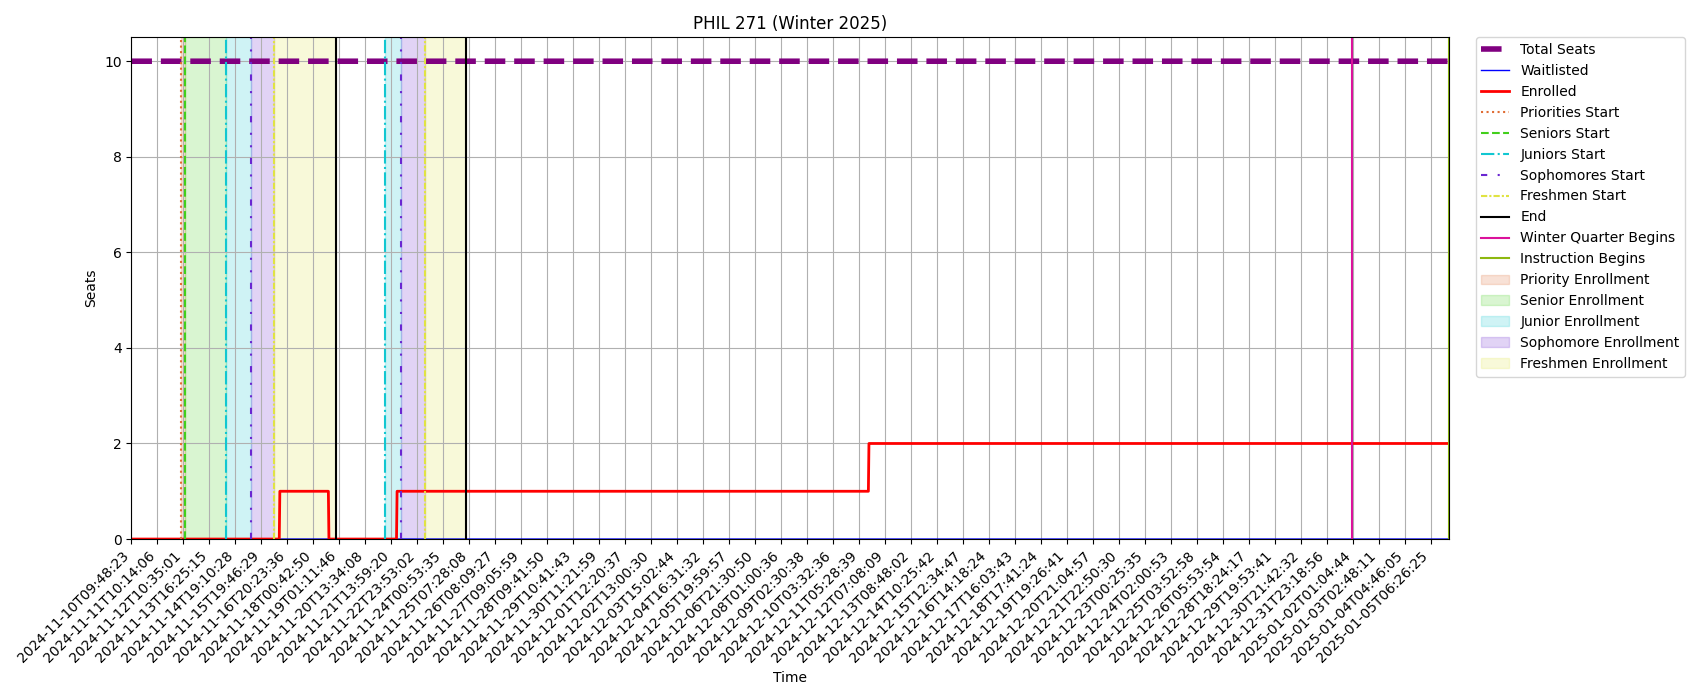 PHIL 271 (Winter 2025)
Seats
10
8
6
4
2
0
2024-11-10T09:48:23
2024-11-11T10:14:06
2024-11-12T10:35:01
2024-11-13T16:25:15
2024-11-14T19:10:28
2024-11-15T19:46:29
2024-11-16T20:23:36
2024-11-18T00:42:50
2024-11-19T01:11:46
2024-11-20T13:34:08
2024-11-21T13:59:20
2024-11-22T23:53:02
2024-11-24T00:53:35
2024-11-25T07:28:08
2024-11-26T08:09:27
2024-11-27T09:05:59
2024-11-28T09:41:50
2024-11-29T10:41:43
2024-11-30T11:21:59
2024-12-01T12:20:37
2024-12-02T13:00:30
2024-12-03T15:02:44
2024-12-04T16:31:32
2024-12-05T19:59:57
2024-12-06T21:30:50
2024-12-08T01:00:36
2024-12-09T02:30:38
2024-12-10T03:32:36
2024-12-11T05:28:39
2024-12-12T07:08:09
2024-12-13T08:48:02
2024-12-14T10:25:42
2024-12-15T12:34:47
2024-12-16T14:18:24
2024-12-17T16:03:43
2024-12-18T17:41:24
2024-12-19T19:26:41
2024-12-20T21:04:57
2024-12-21T22:50:30
2024-12-23T00:25:35
2024-12-24T02:00:53
2024-12-25T03:52:58
2024-12-26T05:53:54
2024-12-28T18:24:17
2024-12-29T19:53:41
2024-12-30T21:42:32
2024-12-31T23:18:56
2025-01-02T01:04:44
2025-01-03T02:48:11
2025-01-04T04:46:05
2025-01-05T06:26:25
Time
Total Seats
Waitlisted
Enrolled
Priorities Start
Seniors Start
Juniors Start
Sophomores Start
Freshmen Start
End
Winter Quarter Begins
Instruction Begins
Priority Enrollment
Senior Enrollment
Junior Enrollment
Sophomore Enrollment
Freshmen Enrollment